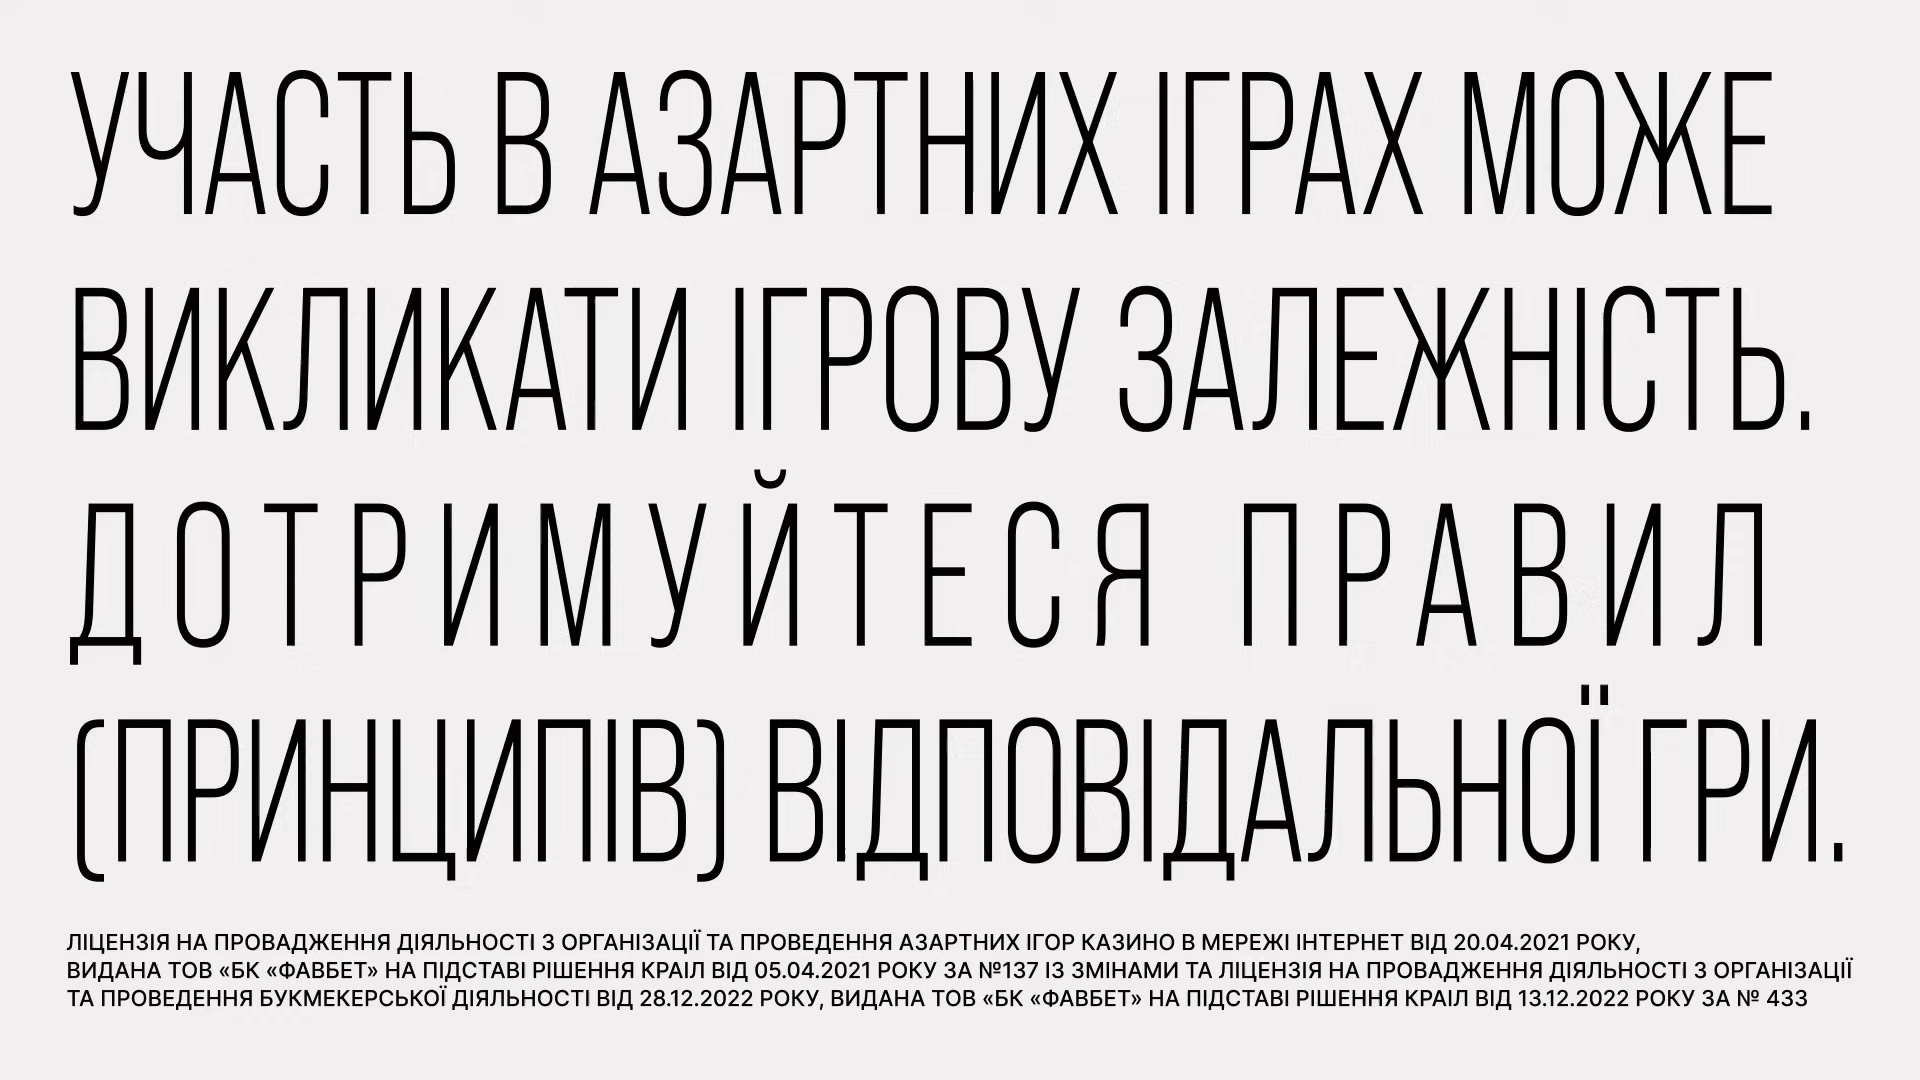 УЧАСТЬ В АЗАРТНИХ ІГРАХ МОЖЕ
ВИКЛИКАТИ ІГРОВУ ЗАЛЕЖНІСТЬ.
ДОТРИМУЙТЕСЯ ПРАВИЛ
(ПРИНЦИПІВ) ВІДПОВІДАЛЬНОЇ ГРИ.
ЛІЦЕНЗІЯ НА ПРОВАДЖЕННЯ ДІЯЛЬНОСТІ З ОРГАНІЗАЦІЇ ТА ПРОВЕДЕННЯ АЗАРТНИХ ІГОР КАЗИНО В МЕРЕЖІ ІНТЕРНЕТ ВІД 20.04.2021 РОКУ,
ВИДАНА ТОВ «БК «ФАВБЕТ» НА ПІДСТАВІ РІШЕННЯ КРАІЛ ВІД 05.04.2021 РОКУ ЗА №137 ІЗ ЗМІНАМИ ТА ЛІЦЕНЗІЯ НА ПРОВАДЖЕННЯ ДІЯЛЬНОСТІ З ОРГАНІЗАЦІЇ
ТА ПРОВЕДЕННЯ БУКМЕКЕРСЬКОЇ ДІЯЛЬНОСТІ ВІД 28.12.2022 РОКУ, ВИДАНА ТОВ «БК «ФАВБЕТ» НА ПІДСТАВІ РІШЕННЯ КРАІЛ ВІД 13.12.2022 РОКУ ЗА № 433